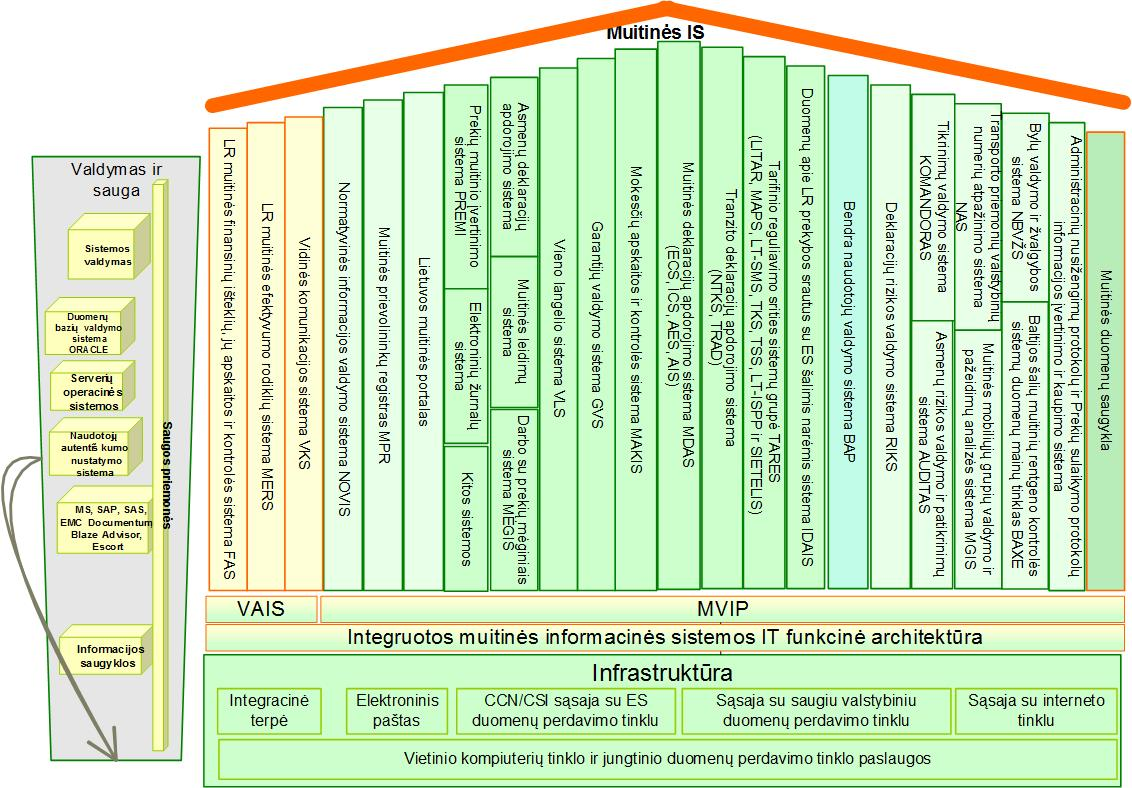 Muitinės IS
Valdymas ir
sauga
Sistemos
valdymas
Duomenų
bazių valdymo
sistema
ORACLE
Serverių
operacinės
sistemos
Naudotojų
autentiškumo
nustatymo
sistema
MS, SAP, SAS,
EMC Documentum,
Blaze Advisor,
Escort
Informacijos
saugyklos
Saugos priemonės
LR muitinės finansinių išteklių, jų apskaitos ir kontrolės sistema FAS
LR muitinės efektyvumo rodiklių sistema MERS
Vidinės komunikacijos sistema VKS
Normatyvinės informacijos valdymo sistema NOVIS
Muitinės prievolininkų registras MPR
Lietuvos muitinės portalas
Prekių muitinio įvertinimo
sistema PREMI
Elektroninių žurnalų
sistema
Kitos sistemos
Asmenų deklaracijų
apdorojimo sistema
Muitinės leidimų
sistema
Darbo su prekių mėginiais
sistema MĖGIS
Vieno langelio sistema VLS
Garantijų valdymo sistema GVS
Mokesčių apskaitos ir kontrolės sistema MAKIS
Muitinės deklaracijų apdorojimo sistema MDAS
(ECS, ICS, AES, AIS)
Tranzito deklaracijų apdorojimo sistema
(NTKS, TRAD)
Tarifinio reguliavimo srities sistemų grupė TARES
(LITAR, MAPS, LT-SMS, TKS, TSS, LT-ISPP ir SIETELIS)
Duomenų apie LR prekybos srautus su ES šalimis narėmis sistema IDAIS
Bendra naudotojų valdymo sistema BAP
Deklaracijų rizikos valdymo sistema RIKS
Tikrinimų valdymo sistema
KOMANDORAS
Asmenų rizikos valdymo ir patikrinimų
sistema AUDITAS
Transporto priemonių valstybinių
numerių atpažinimo sistema
NAS
Muitinės mobiliųjų grupių valdymo ir
pažeidimų analizės sistema MGIS
Bylų valdymo ir žvalgybos
sistema NBVŽS
Baltijos šalių muitinių rentgeno kontrolės
sistemų duomenų mainų tinklas BAXE
Administracinių nusižengimų protokolų ir Prekių sulaikymo protokolų
informacijos įvertinimo ir kaupimo sistema
Muitinės duomenų saugykla
VAIS
MVIP
Integruotos muitinės informacinės sistemos IT funkcinė architektūra
Infrastruktūra
Integracinė
terpė
Elektroninis
paštas
CCN/CSI sąsaja su ES
duomenų perdavimo tinklu
Sąsaja su saugiu valstybiniu
duomenų perdavimo tinklu
Sąsaja su interneto
tinklu
Vietinio kompiuterių tinklo ir jungtinio duomenų perdavimo tinklo paslaugos